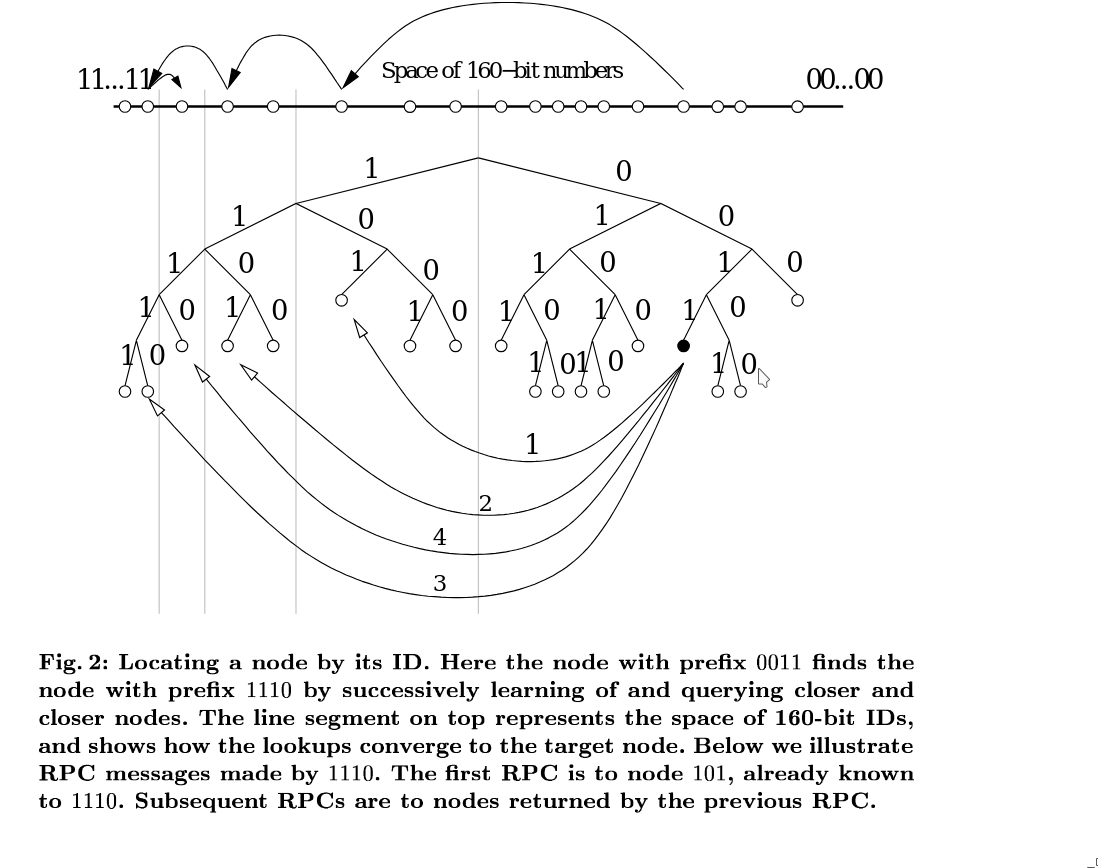 11...11
Space of 160−bit numbers
00...00
1 0
1 0 1 0
1 0 1 0 1 0 1 0
1 0 1 0 1 0 1 0 1 0 1 0
1 0 1 0 1 0 1 0
1
2
4
3
Fig. 2: Locating a node by its ID. Here the node with prefix 0011 finds the
node with prefix 1110 by successively learning of and querying closer and
closer nodes. The line segment on top represents the space of 160-bit IDs,
and shows how the lookups converge to the target node. Below we illustrate
RPC messages made by 1110. The first RPC is to node 101, already known
to 1110. Subsequent RPCs are to nodes returned by the previous RPC.